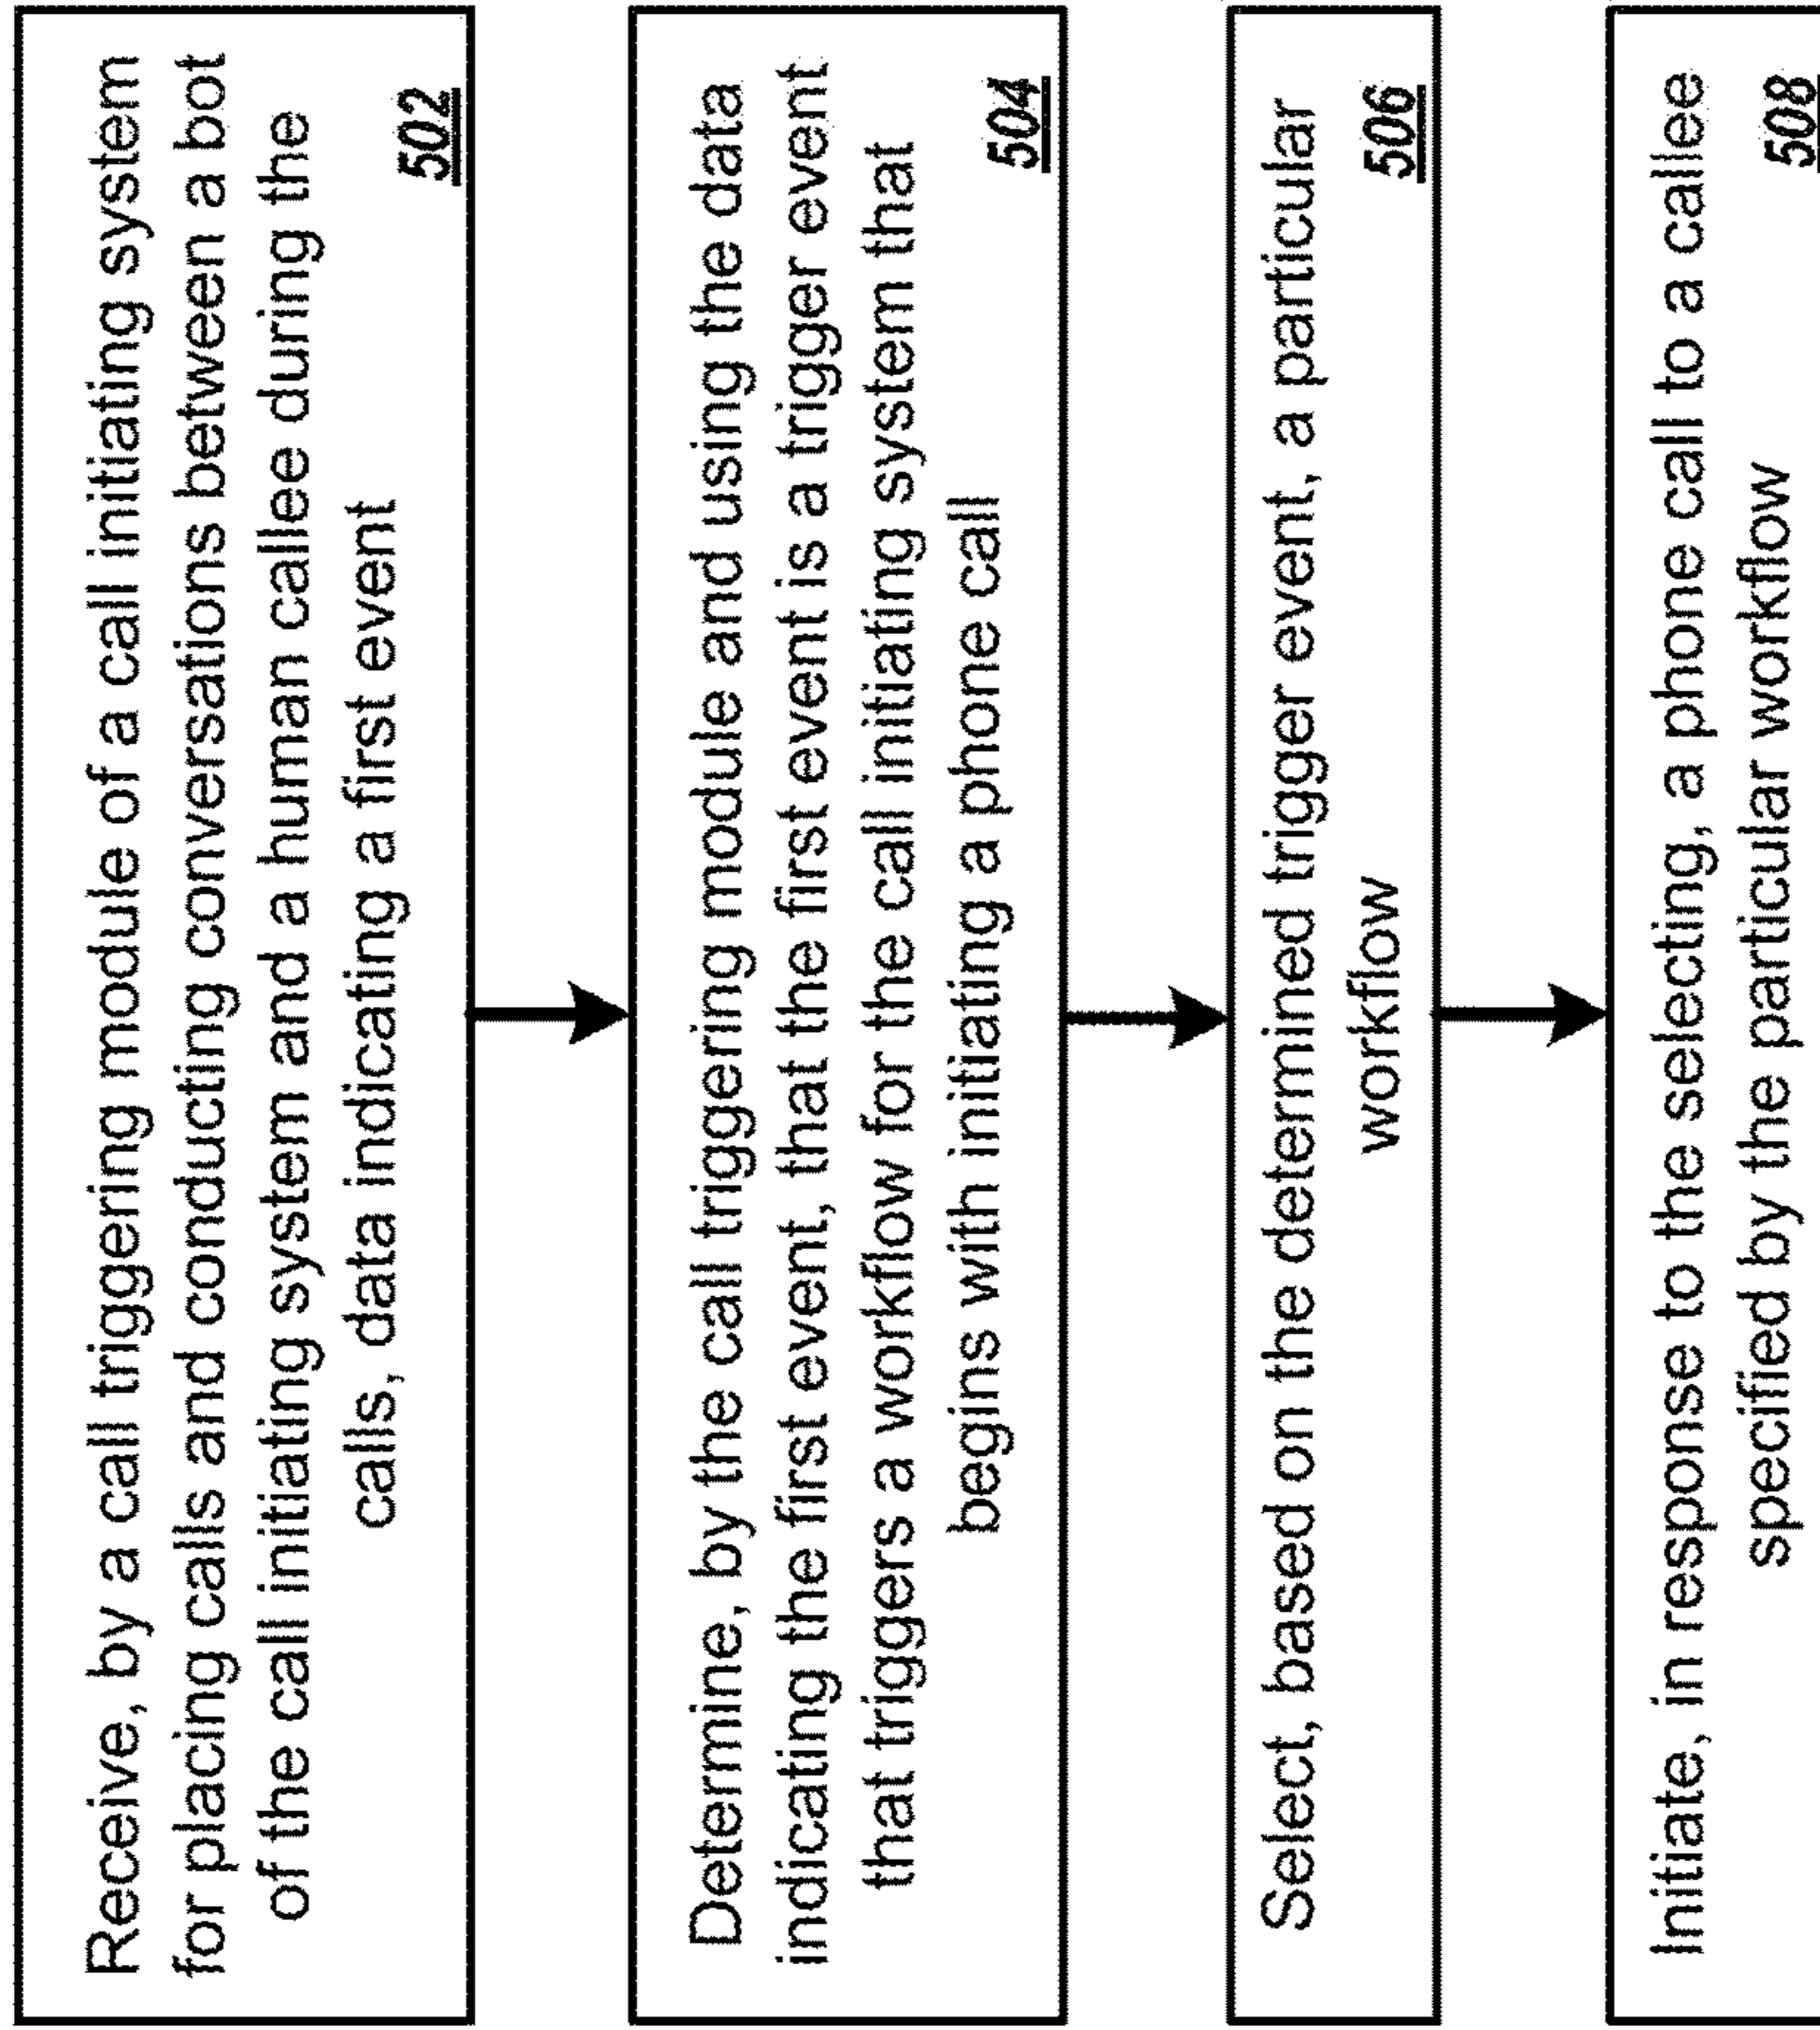 Receive, by a call triggering module of a call initiating system
for placing calls and conducting conversations between a bot
of the call initiating system and a human callee during the
calls, data indicating a first event
502
Determine, by the call triggering module and using the data
indicating the first event, that the first event is a trigger event
that triggers a workflow for the call initiating system that
begins with initiating a phone call
504
Select, based on the determined trigger event, a particular
workflow
506
Initiate, in response to the selecting, a phone call to a callee
specified by the particular workflow
508